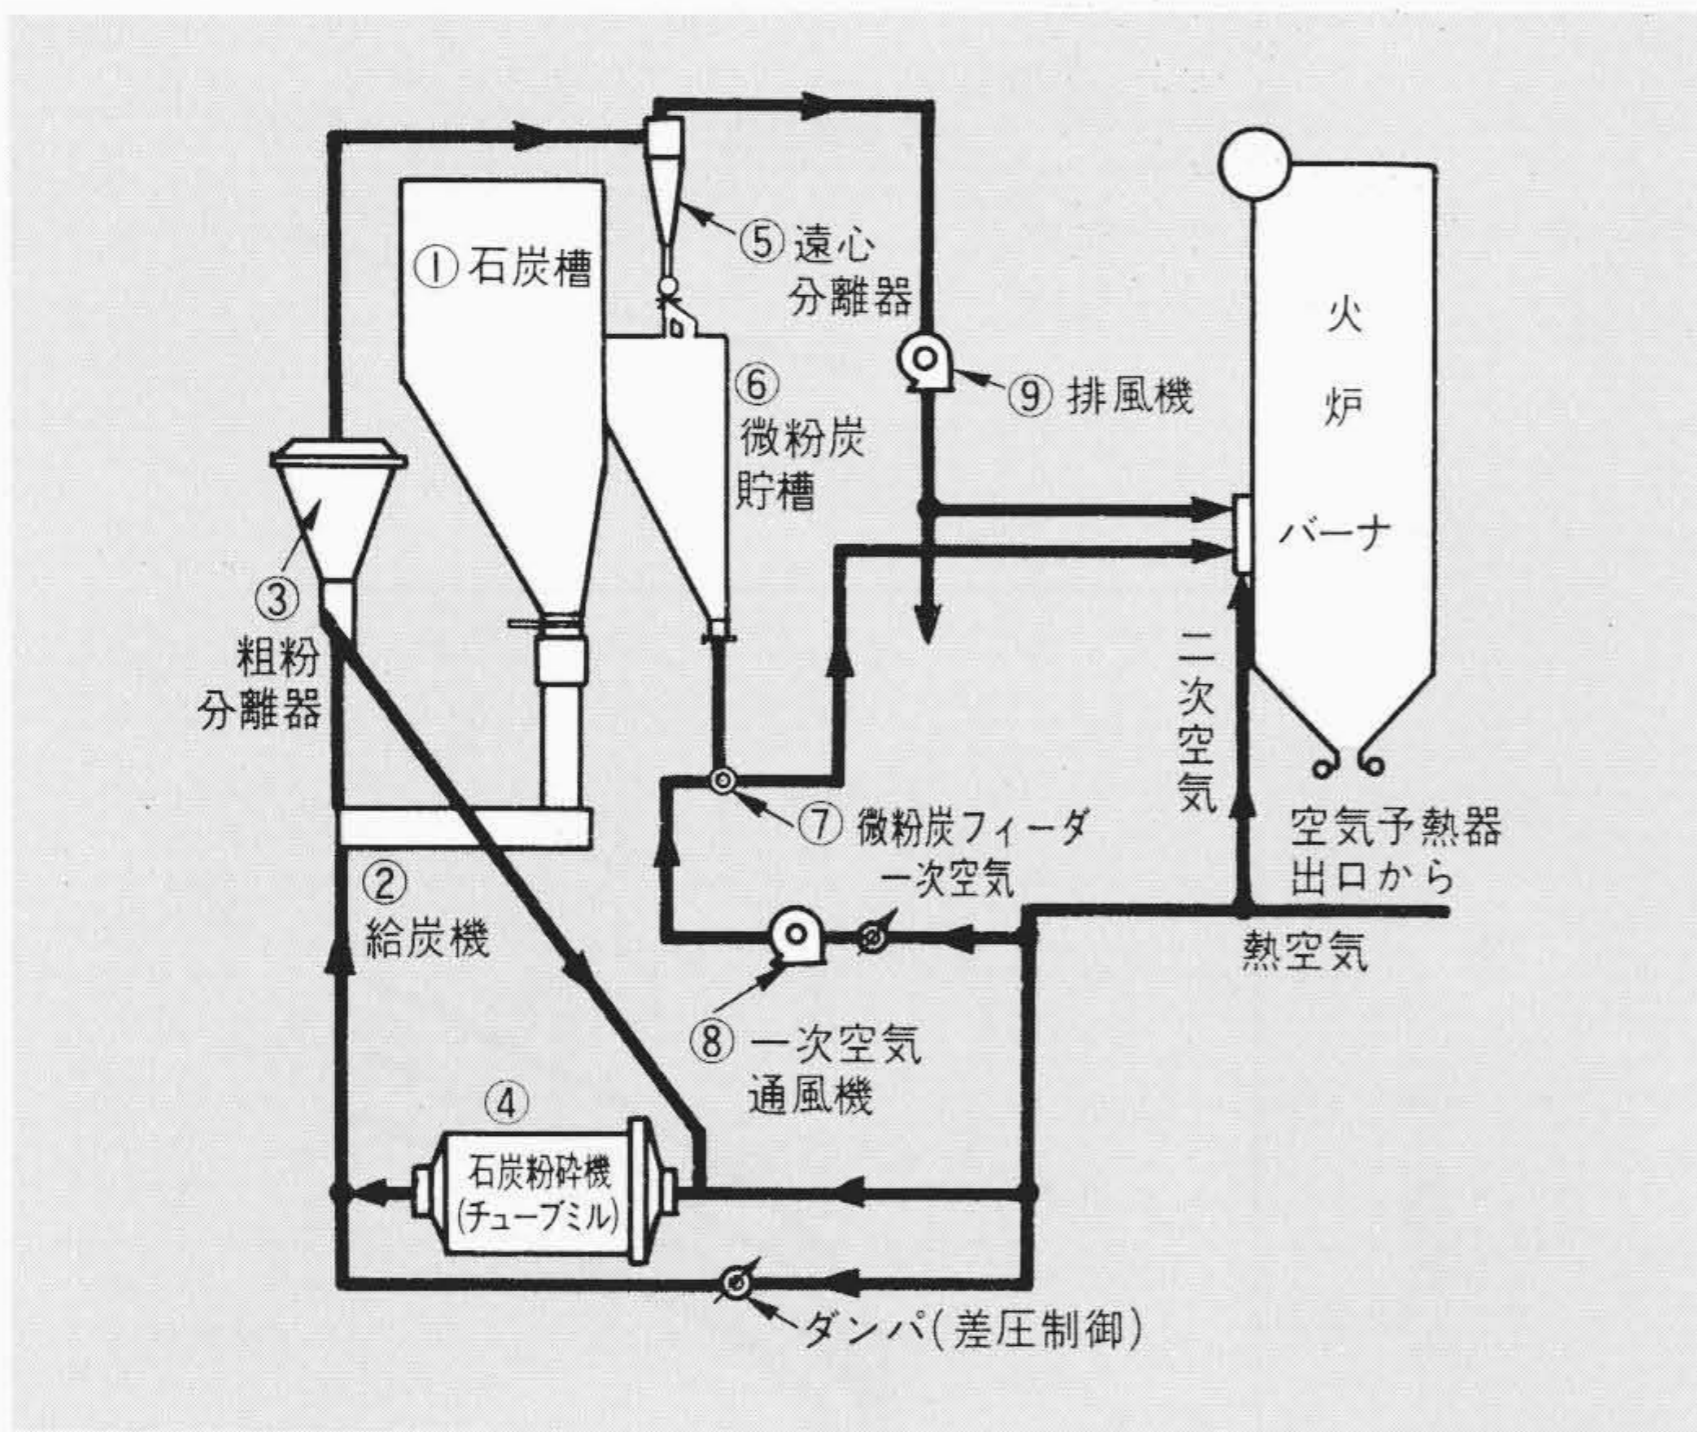 ① 石炭槽
⑤ 遠心
分離器
⑥
微粉炭
貯槽
⑨ 排風機
火
炉
バーナ
③
粗粉
分離器
二次空気
⑦ 微粉炭フィーダ
一次空気
空気予熱器
出口から
②
給炭機
熱空気
⑧ 一次空気
通風機
④
石炭粉砕機
(チューブミル)
ダンパ(差圧制御)